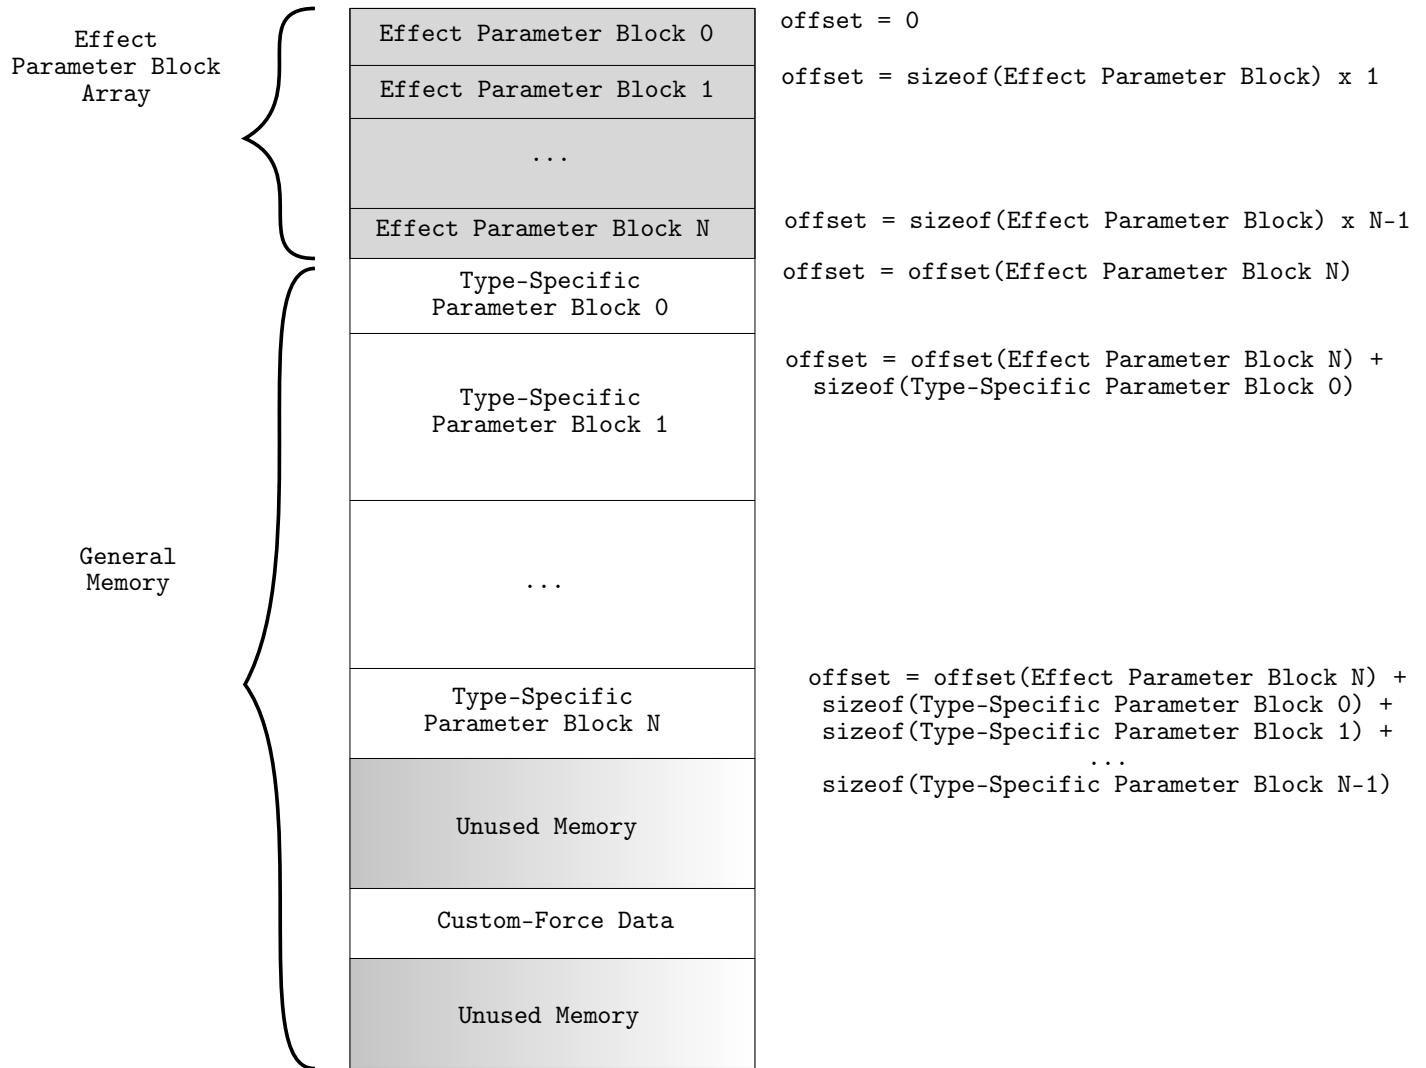 Effect
Parameter Block
Array
Effect Parameter Block 0
offset = 0
Effect Parameter Block 1
offset = sizeof(Effect Parameter Block) x 1
...
Effect Parameter Block N
offset = sizeof(Effect Parameter Block) x N-1
Type-Specific
Parameter Block 0
offset = offset(Effect Parameter Block N)
Type-Specific
Parameter Block 1
offset = offset(Effect Parameter Block N) +
sizeof(Type-Specific Parameter Block 0)
General
Memory
...
Type-Specific
Parameter Block N
offset = offset(Effect Parameter Block N) +
sizeof(Type-Specific Parameter Block 0) +
sizeof(Type-Specific Parameter Block 1) +
...
sizeof(Type-Specific Parameter Block N-1)
Unused Memory
Custom-Force Data
Unused Memory